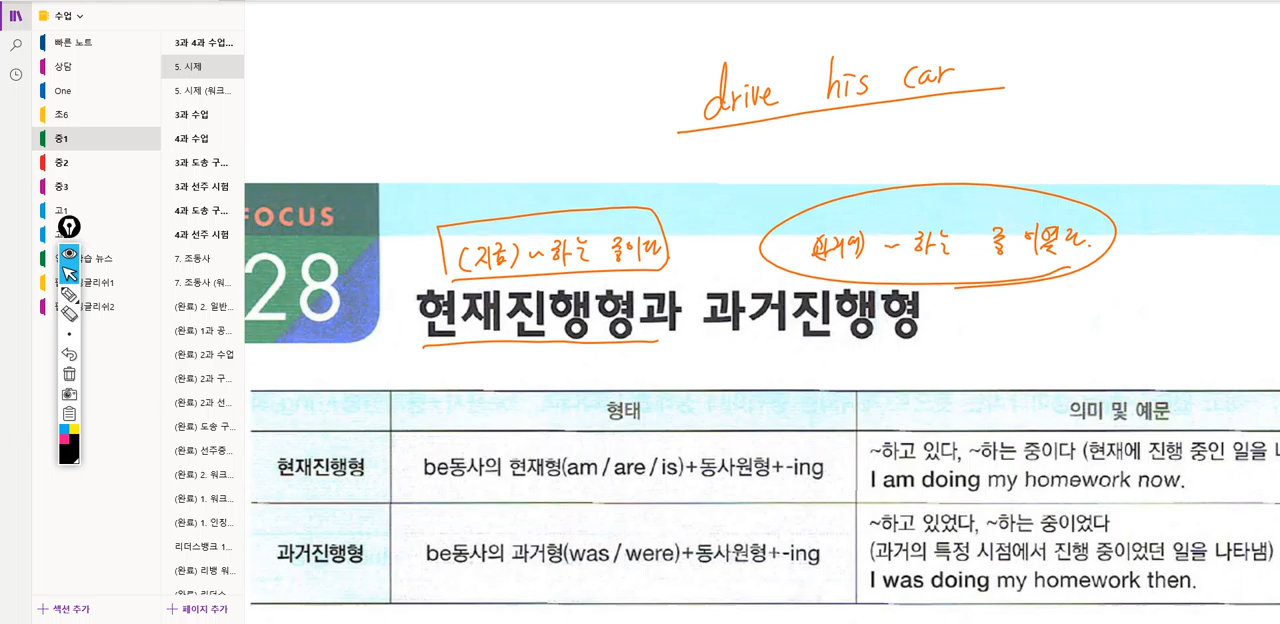 수업
빠른 노트
상담
One
초6
중1
중2
중3
고1
습 뉴스
글리쉬1
글리쉬2
섹션 추가
3과 4과 수업...
5. 시제
5. 시제 (워크...
3과 수업
4과 수업
3과 도송 구...
3과 선주 시험
4과 도송 구...
4과 선주 시험
7. 조동사
7. 조동사 (워...
(완료) 2. 일반...
(완료) 1과 공...
(완료) 2과 수업
(완료) 2과 구...
(완료) 2과 선...
(완료) 도송 구...
(완료) 선주중...
(완료) 2. 워크...
(완료) 1. 워크...
(완료) 1. 인칭...
리더스뱅크 1...
(완료) 리뱅 워...
페이지 추가
drive his car
FOCUS
28
(지금) ~하는 중이다.
(과거에) ~ 하는 중이었다.
현재진행형과 과거진행형
형태 의미 및 예문
현재진행형 be동사의 현재형(am / are / is)+동사원형+-ing
~하고 있다, ~하는 중이다 (현재에 진행 중인 일을
I am doing my homework now.
과거진행형 be동사의 과거형(was / were)+동사원형+-ing
~하고 있었다, ~하는 중이었다
(과거의 특정 시점에서 진행 중이었던 일을 나타냄)
I was doing my homework then.